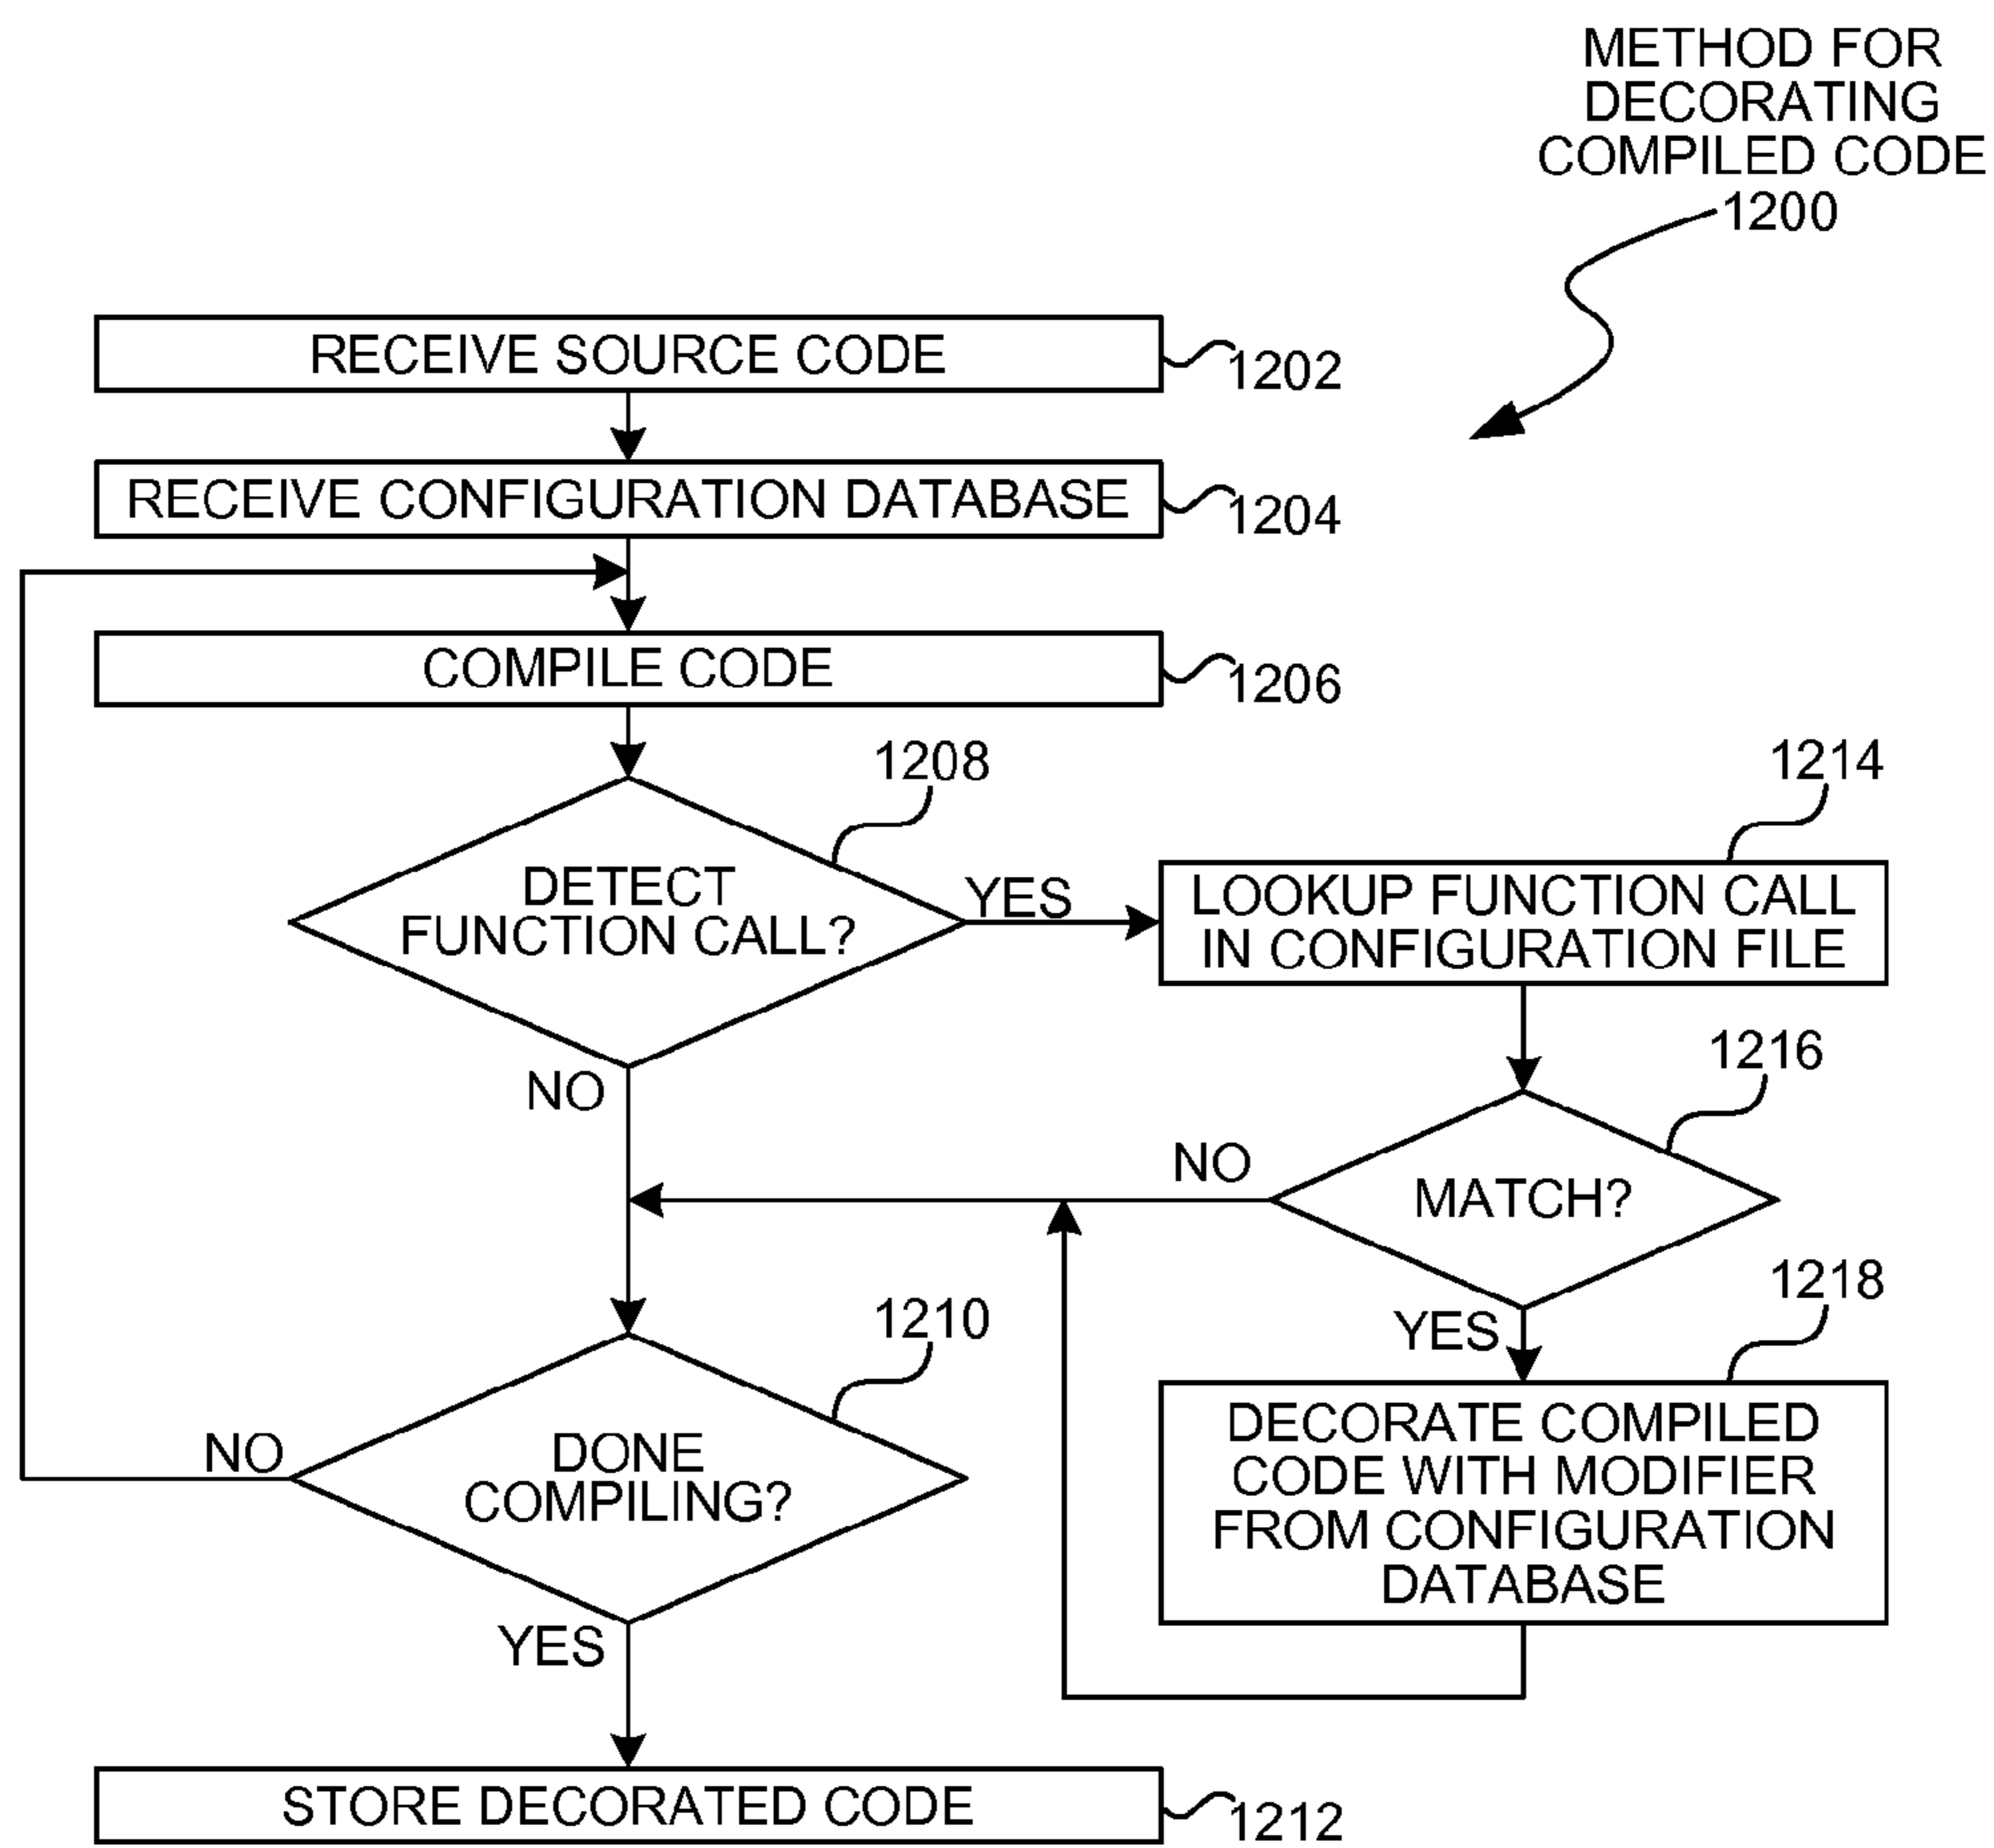 METHOD FOR
DECORATING
COMPILED CODE
1200
RECEIVE SOURCE CODE
1202
RECEIVE CONFIGURATION DATABASE
1204
COMPILE CODE
1206
1208
DETECT
FUNCTION CALL?
YES
NO
1214
LOOKUP FUNCTION CALL
IN CONFIGURATION FILE
1216
MATCH?
NO
YES
1218
DECORATE COMPILED
CODE WITH MODIFIER
FROM CONFIGURATION
DATABASE
1210
DONE
COMPILING?
NO
YES
STORE DECORATED CODE
1212